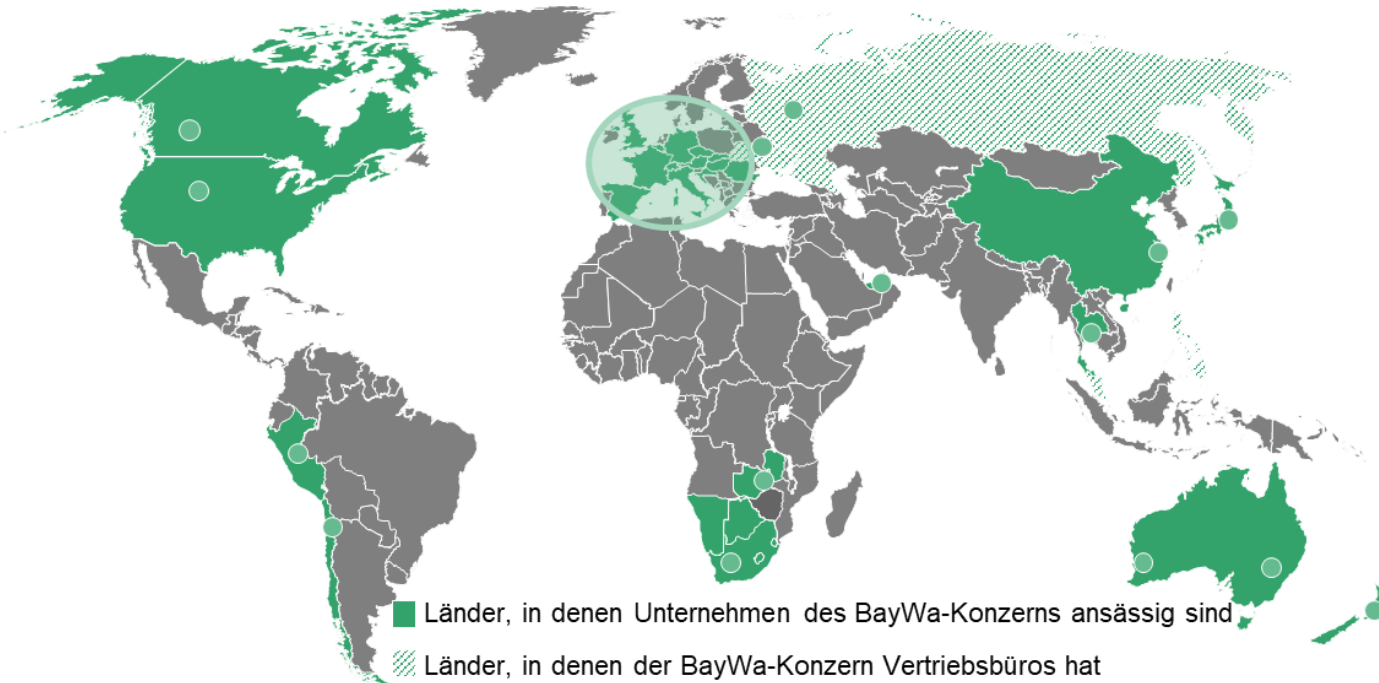 Länder, in denen Unternehmen des BayWa-Konzerns ansässig sind
Länder, in denen der BayWa-Konzern Vertriebsbüros hat